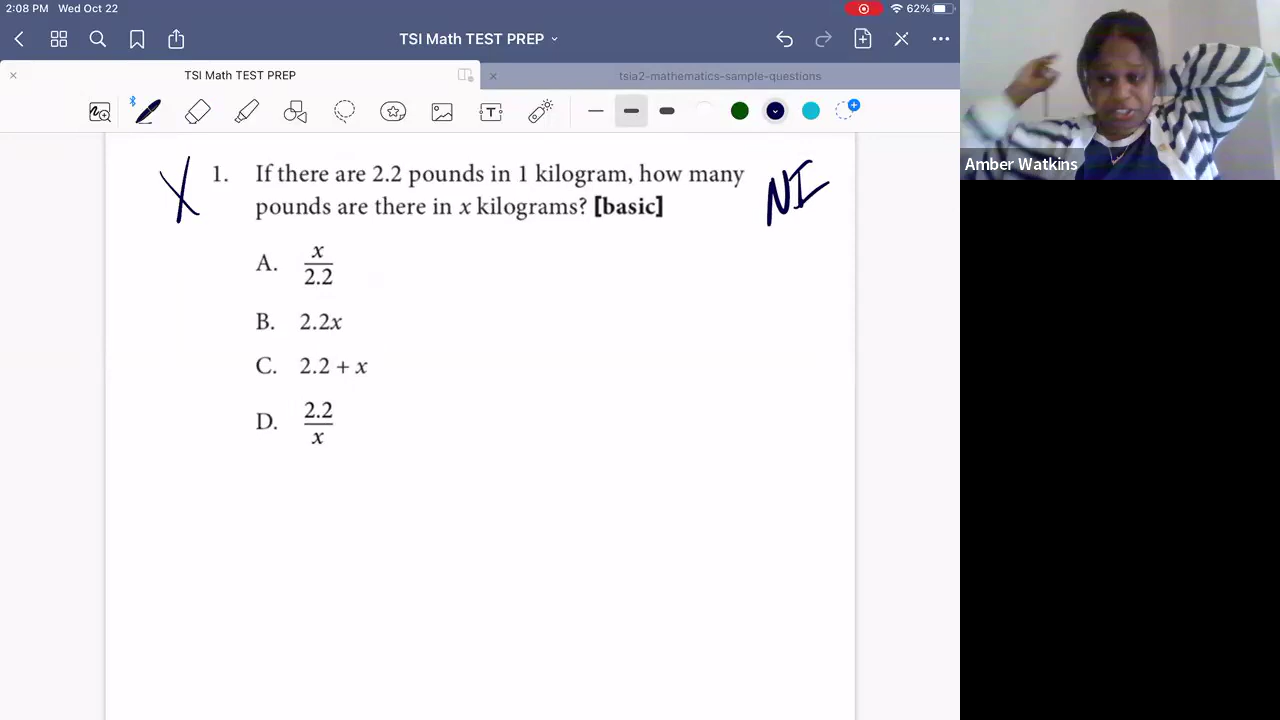 2:08 PM Wed Oct 22
62%
TSI Math TEST PREP
TSI Math TEST PREP
tsia2-mathematics-sample-questions
T
Amber Watkins
X 1. If there are 2.2 pounds in 1 kilogram, how many NI
pounds are there in x kilograms? [basic]
A. x/2.2
B. 2.2x
C. 2.2 + x
D. 2.2/x